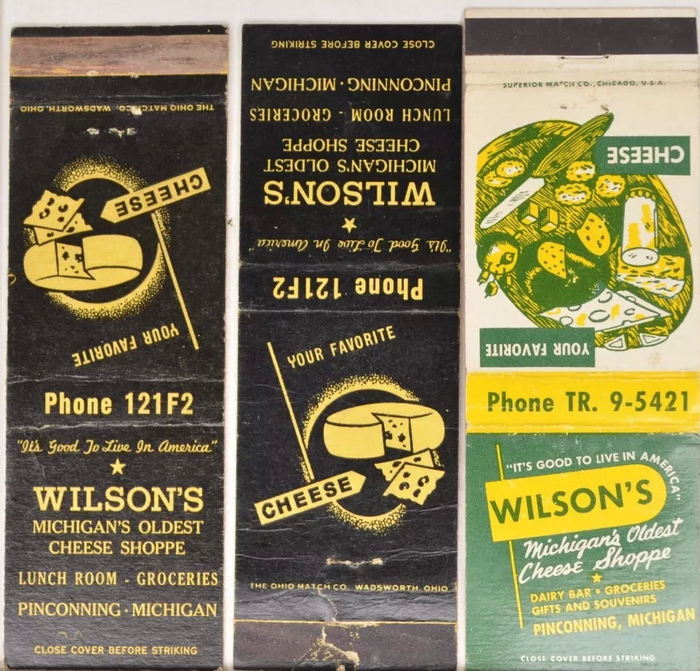 THE OHIO MATCH CO. WADSWORTH, OHIO
CHEESE
YOUR FAVORITE
Phone 121F2
"It's Good To Live In America"
WILSON'S
MICHIGAN'S OLDEST
CHEESE SHOPPE
LUNCH ROOM - GROCERIES
PINCONNING · MICHIGAN
CLOSE COVER BEFORE STRIKING
CLOSE COVER BEFORE STRIKING
PINCONNING · MICHIGAN
LUNCH ROOM - GROCERIES
CHEESE SHOPPE
MICHIGAN'S OLDEST
WILSON'S
"It's Good To Live In America"
Phone 121F2
YOUR FAVORITE
CHEESE
THE OHIO MATCH CO. WADSWORTH, OHIO
SUPERIOR MATCH CO., CHICAGO, U.S.A.
CHEESE
YOUR FAVORITE
Phone TR. 9-5421
"IT'S GOOD TO LIVE IN AMERICA"
WILSON'S
Michigan's Oldest
Cheese Shoppe
DAIRY BAR • GROCERIES
GIFTS AND SOUVENIRS
PINCONNING, MICHIGAN
CLOSE COVER BEFORE STRIKING